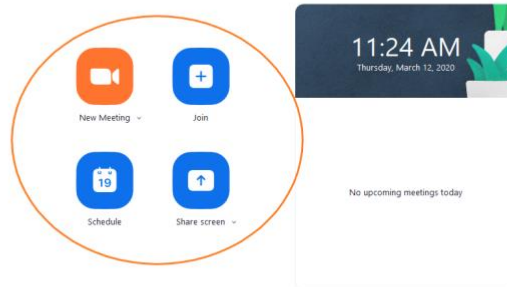 New Meeting
Join
19
Schedule
Share screen
11:24 AM
Thursday, March 12, 2020
No upcoming meetings today